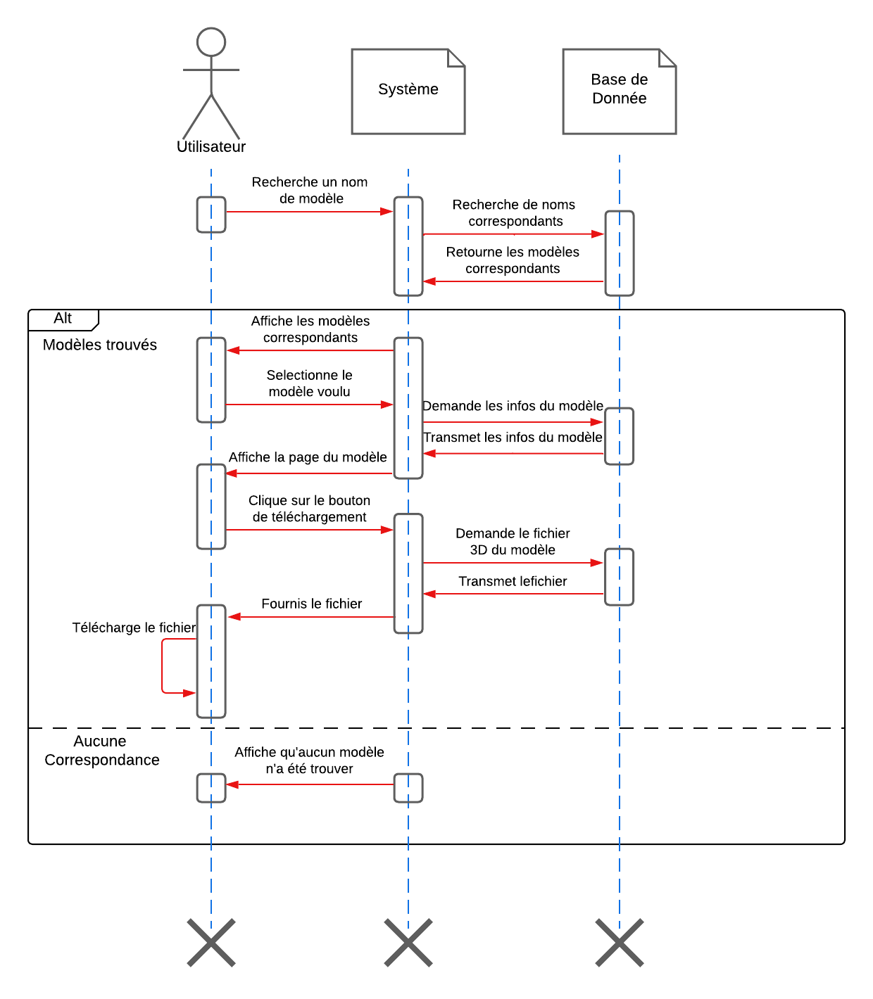 Utilisateur
Système
Base de
Donnée
Recherche un nom
de modèle
Recherche de noms
correspondants
Retourne les modèles
correspondants
Alt
Modèles trouvés
Affiche les modèles
correspondants
Selectionne le
modèle voulu
Demande les infos du modèle
Transmet les infos du modèle
Affiche la page du modèle
Clique sur le bouton
de téléchargement
Demande le fichier
3D du modèle
Transmet lefichier
Fournis le fichier
Télécharge le fichier
Aucune
Correspondance
Affiche qu'aucun modèle
n'a été trouver